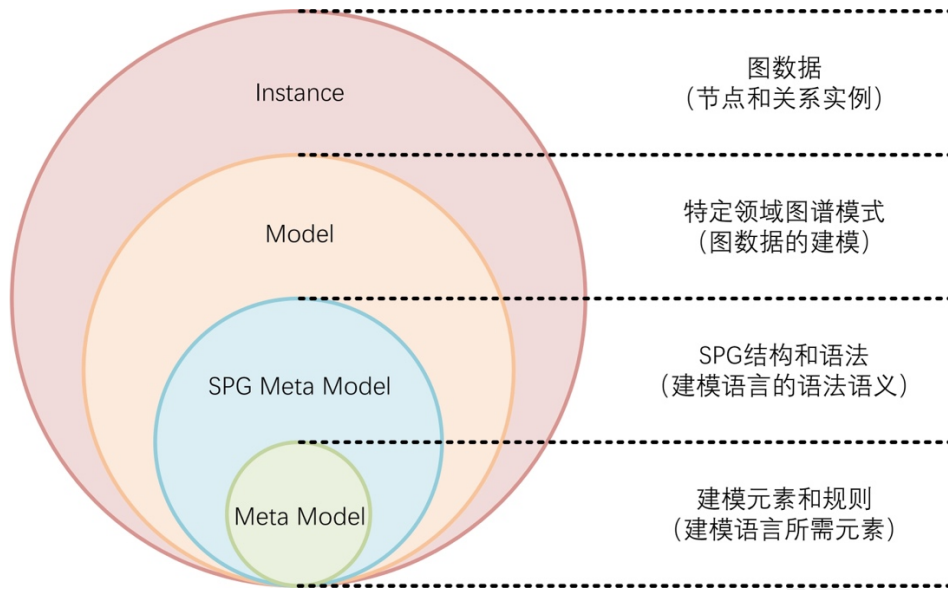 Instance
图数据
（节点和关系实例）
Model
特定领域图谱模式
（图数据的建模）
SPG Meta Model
SPG结构和语法
（建模语言的语法语义）
Meta Model
建模元素和规则
（建模语言所需元素）